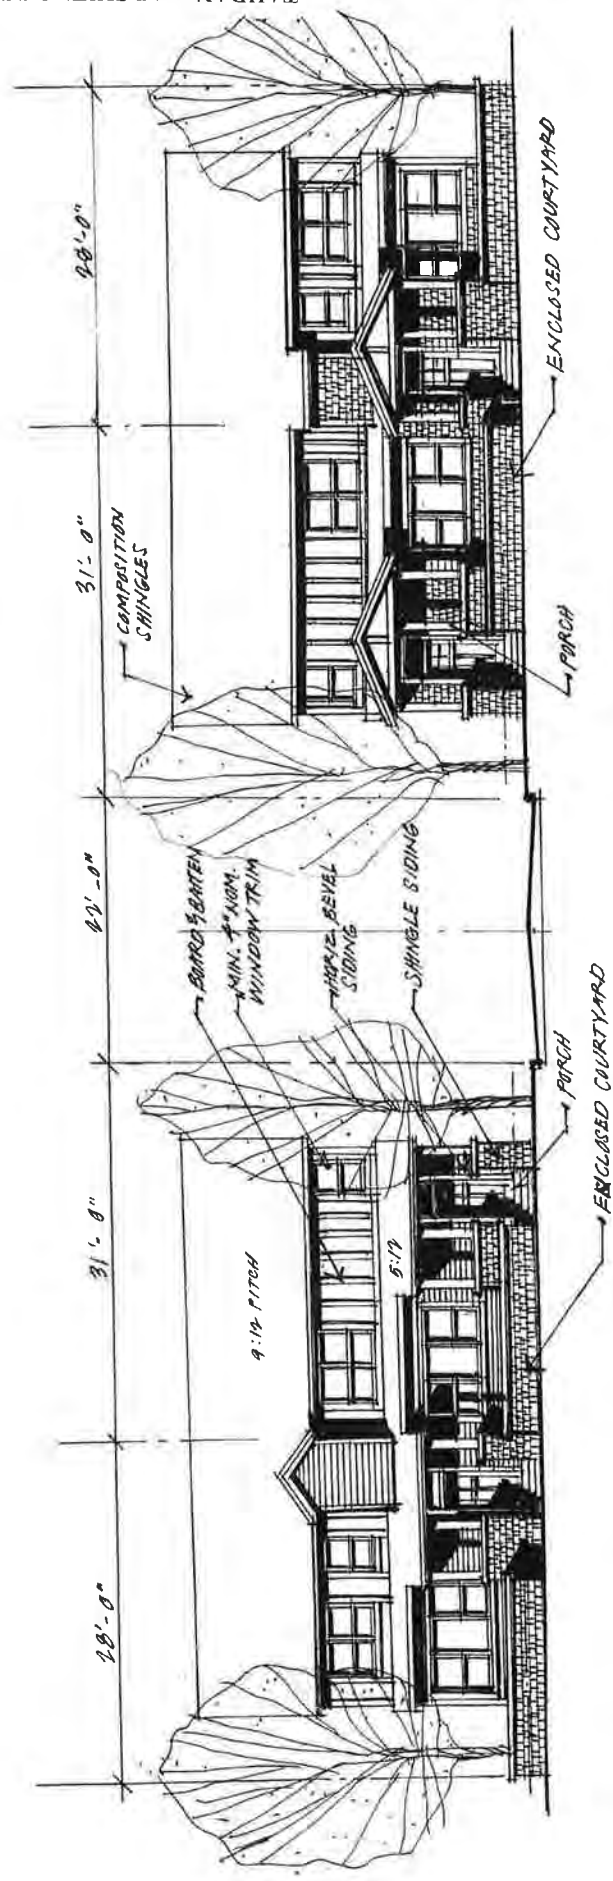 28'-0"
31'-0"
22'-0"
31'-0"
28'-0"
9:12 PITCH
5:12
BOARD & BATTEN
MIN. 4" NOM.
WINDOW TRIM
HORIZ. BEVEL
SIDING
SHINGLE SIDING
COMPOSITION
SHINGLES
PORCH
ENCLOSED COURTYARD
PORCH
ENCLOSED COURTYARD